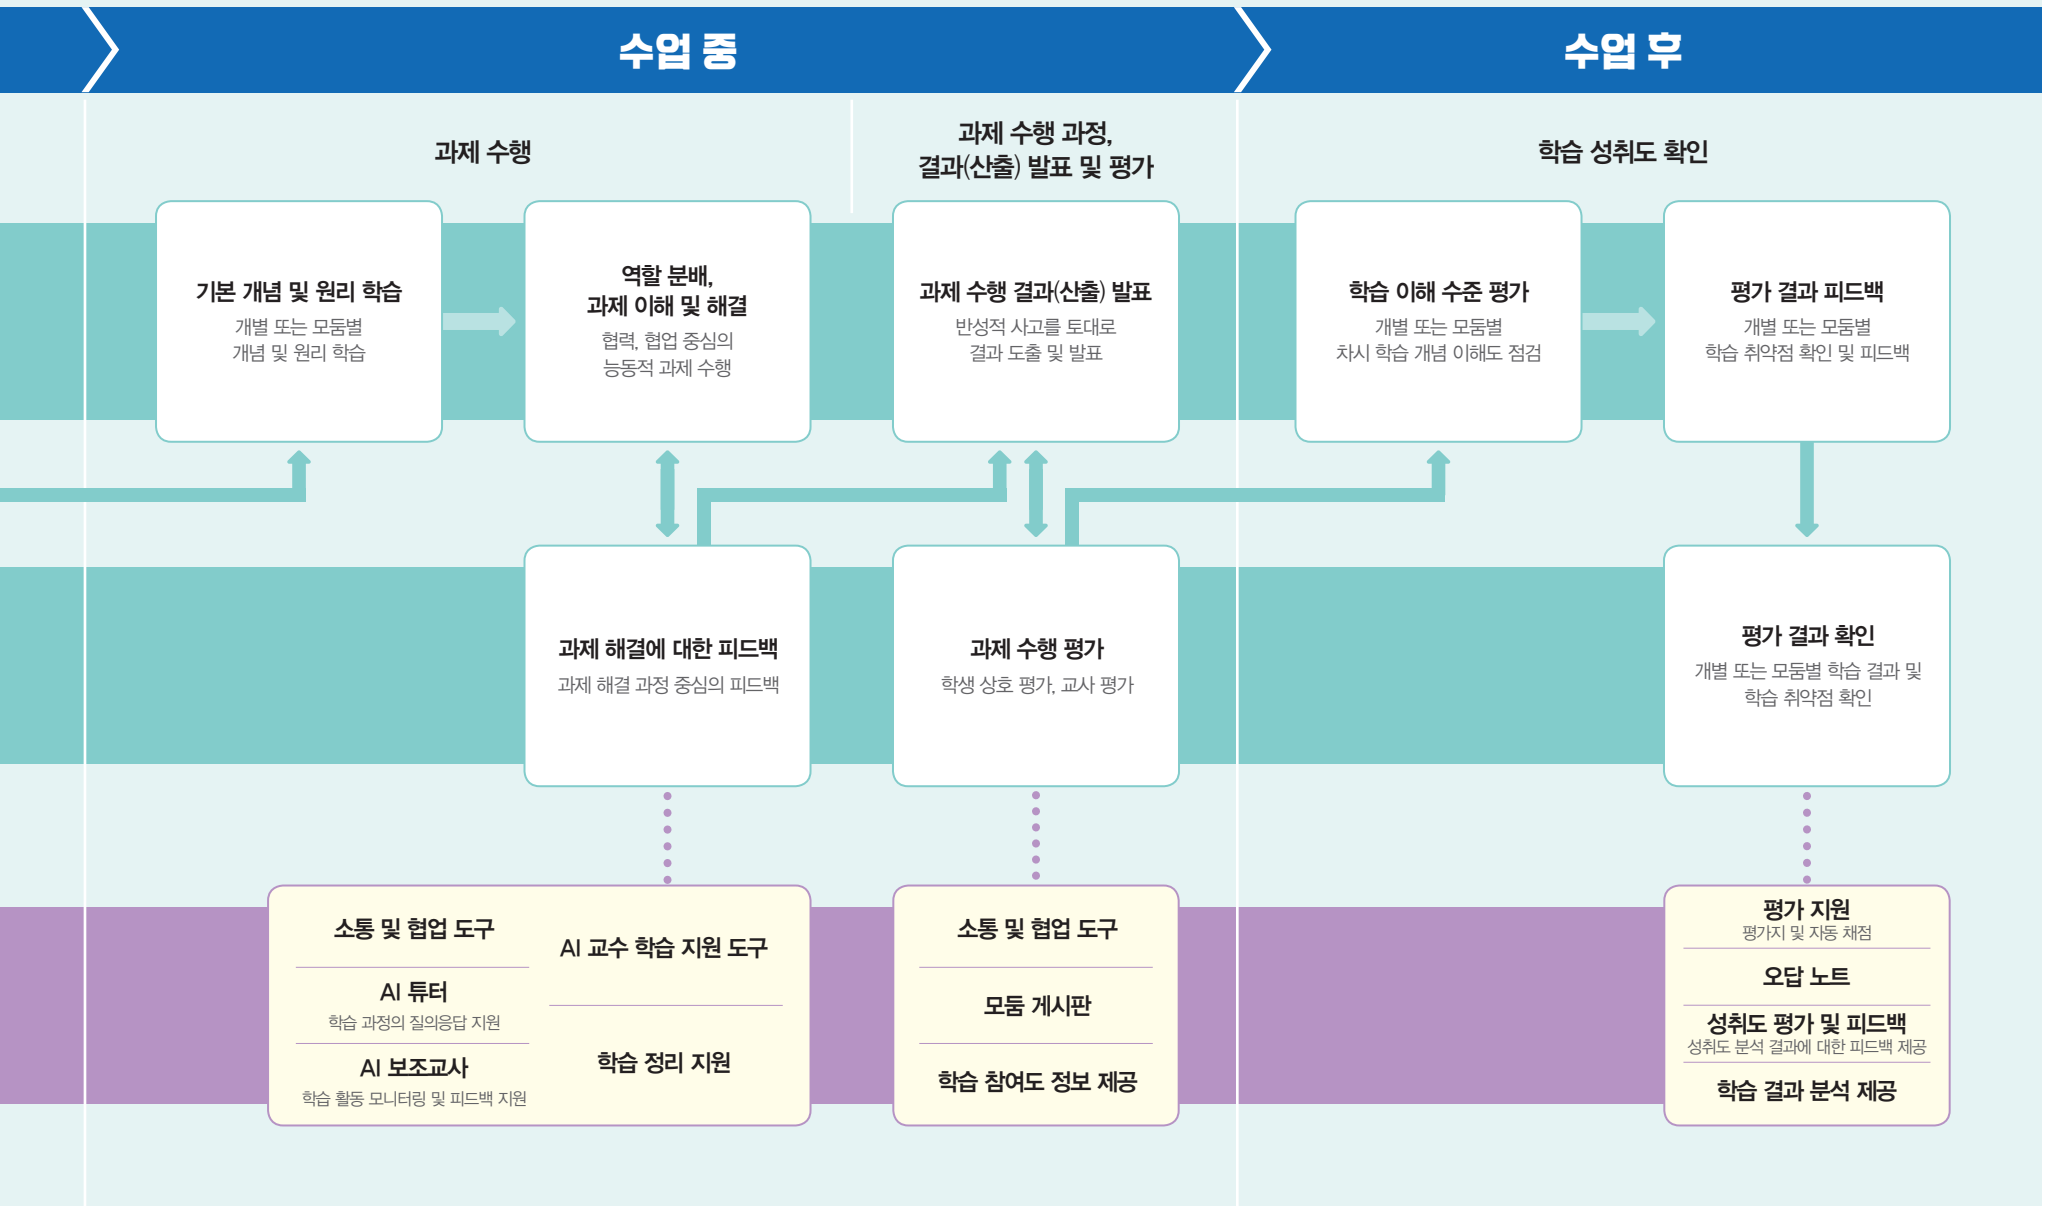 수업 중
수업 후
과제 수행
과제 수행 과정,
결과(산출) 발표 및 평가
학습 성취도 확인
기본 개념 및 원리 학습
개별 또는 모둠별
개념 및 원리 학습
역할 분배,
과제 이해 및 해결
협력, 협업 중심의
능동적 과제 수행
과제 수행 결과(산출) 발표
반성적 사고를 토대로
결과 도출 및 발표
학습 이해 수준 평가
개별 또는 모둠별
차시 학습 개념 이해도 점검
평가 결과 피드백
개별 또는 모둠별
학습 취약점 확인 및 피드백
과제 해결에 대한 피드백
과제 해결 과정 중심의 피드백
과제 수행 평가
학생 상호 평가, 교사 평가
평가 결과 확인
개별 또는 모둠별 학습 결과 및
학습 취약점 확인
소통 및 협업 도구
AI 튜터
학습 과정의 질의응답 지원
AI 보조교사
학습 활동 모니터링 및 피드백 지원
AI 교수 학습 지원 도구
학습 정리 지원
소통 및 협업 도구
모둠 게시판
학습 참여도 정보 제공
평가 지원
평가지 및 자동 채점
오답 노트
성취도 평가 및 피드백
성취도 분석 결과에 대한 피드백 제공
학습 결과 분석 제공